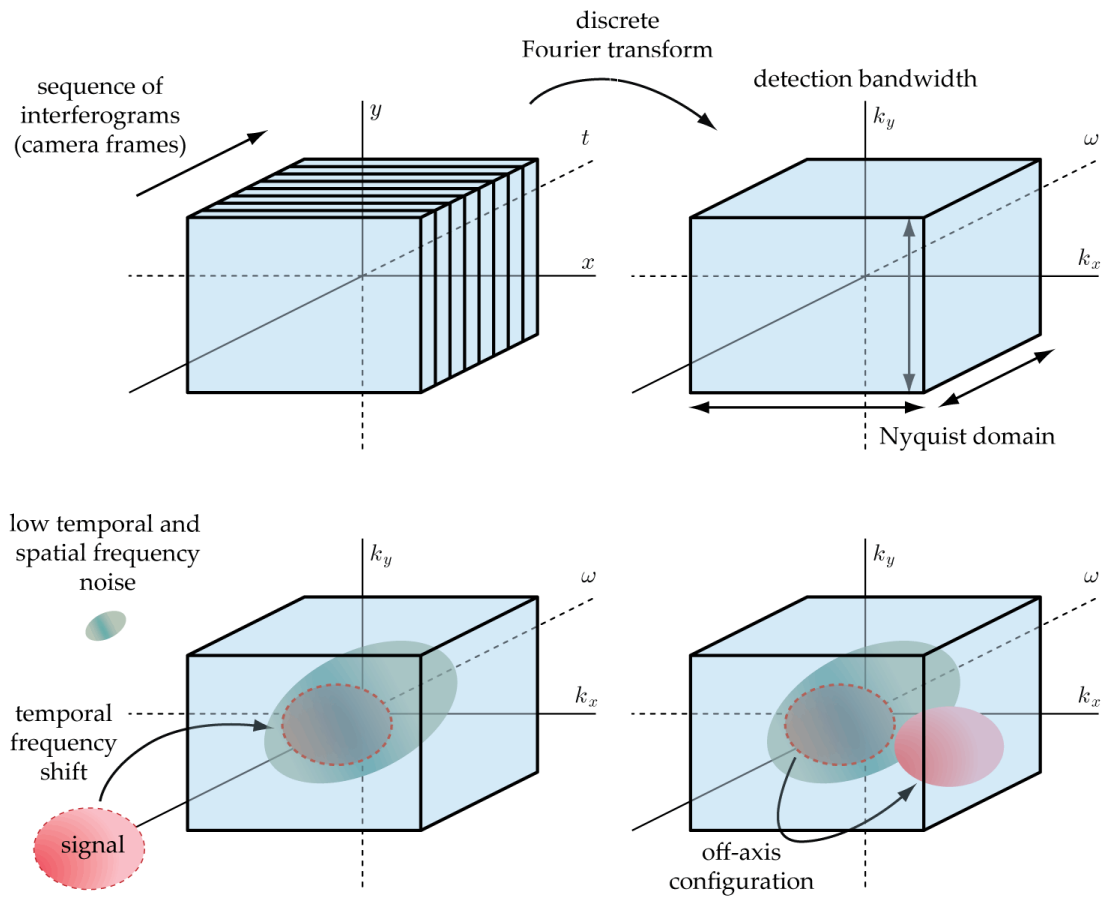 discrete
Fourier transform
sequence of
interferograms
(camera frames)
y
t
x
detection bandwidth
k_y
ω
k_x
Nyquist domain
low temporal and
spatial frequency
noise
k_y
ω
k_x
temporal
frequency
shift
signal
k_y
ω
k_x
off-axis
configuration